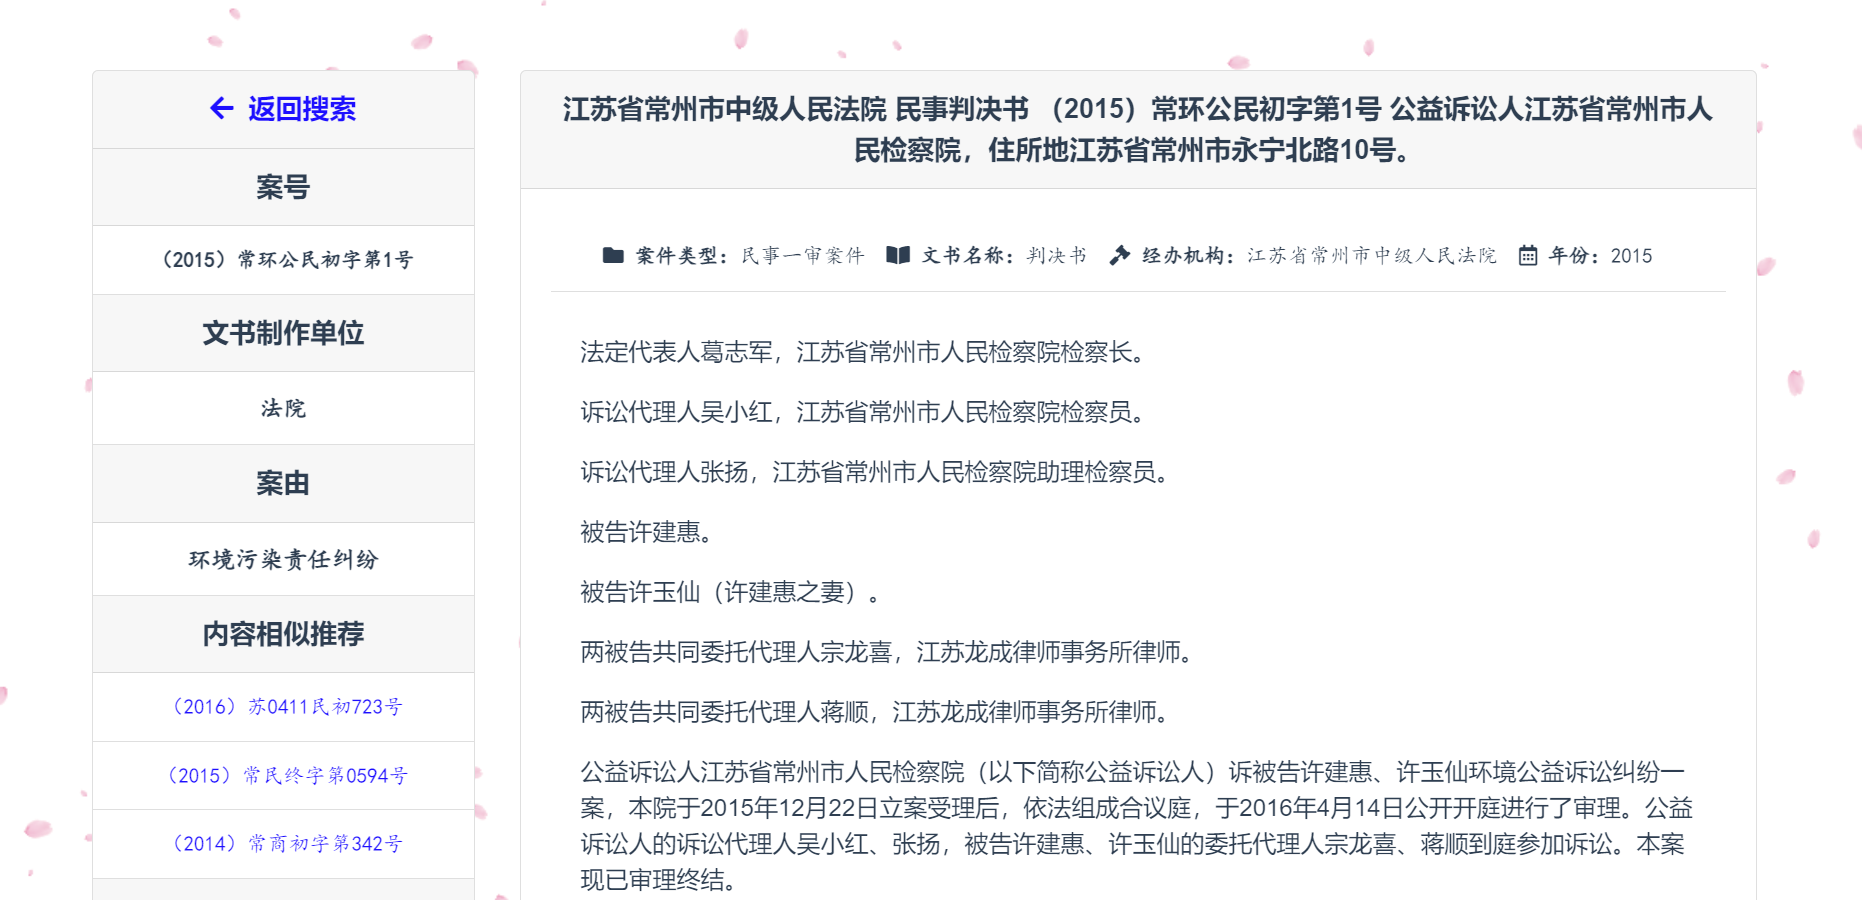 返回搜索
案号
（2015）常环公民初字第1号
文书制作单位
法院
案由
环境污染责任纠纷
内容相似推荐
（2016）苏0411民初723号
（2015）常民终字第0594号
（2014）常商初字第342号
江苏省常州市中级人民法院 民事判决书 （2015）常环公民初字第1号 公益诉讼人江苏省常州市人
民检察院，住所地江苏省常州市永宁北路10号。
案件类型：民事一审案件 文书名称：判决书 经办机构：江苏省常州市中级人民法院 年份：2015
法定代表人葛志军，江苏省常州市人民检察院检察长。
诉讼代理人吴小红，江苏省常州市人民检察院检察员。
诉讼代理人张扬，江苏省常州市人民检察院助理检察员。
被告许建惠。
被告许玉仙（许建惠之妻）。
两被告共同委托代理人宗龙喜，江苏龙成律师事务所律师。
两被告共同委托代理人蒋顺，江苏龙成律师事务所律师。
公益诉讼人江苏省常州市人民检察院（以下简称公益诉讼人）诉被告许建惠、许玉仙环境公益诉讼纠纷一
案，本院于2015年12月22日立案受理后，依法组成合议庭，于2016年4月14日公开开庭进行了审理。公益
诉讼人的诉讼代理人吴小红、张扬，被告许建惠、许玉仙的委托代理人宗龙喜、蒋顺到庭参加诉讼。本案
现已审理终结。